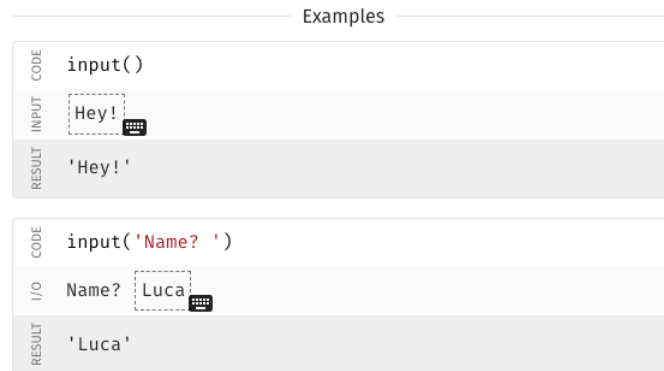 Examples
CODE
input()
INPUT
Hey!
RESULT
'Hey!'
CODE
input('Name? ')
I/O
Name? Luca
RESULT
'Luca'